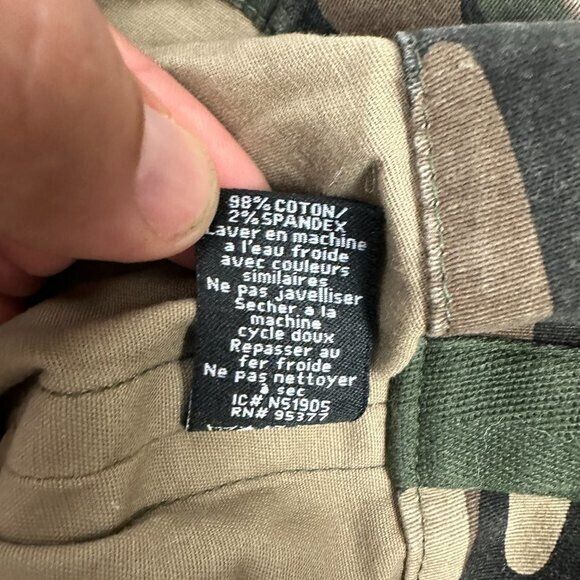 98% COTON/
2% SPANDEX
Laver en machine
a l'eau froide
avec couleurs
similaires
Ne pas javelliser
Secher a la
machine
cycle doux
Repasser au
fer froide
Ne pas nettoyer
à sec
IC# N51905
RN# 95377